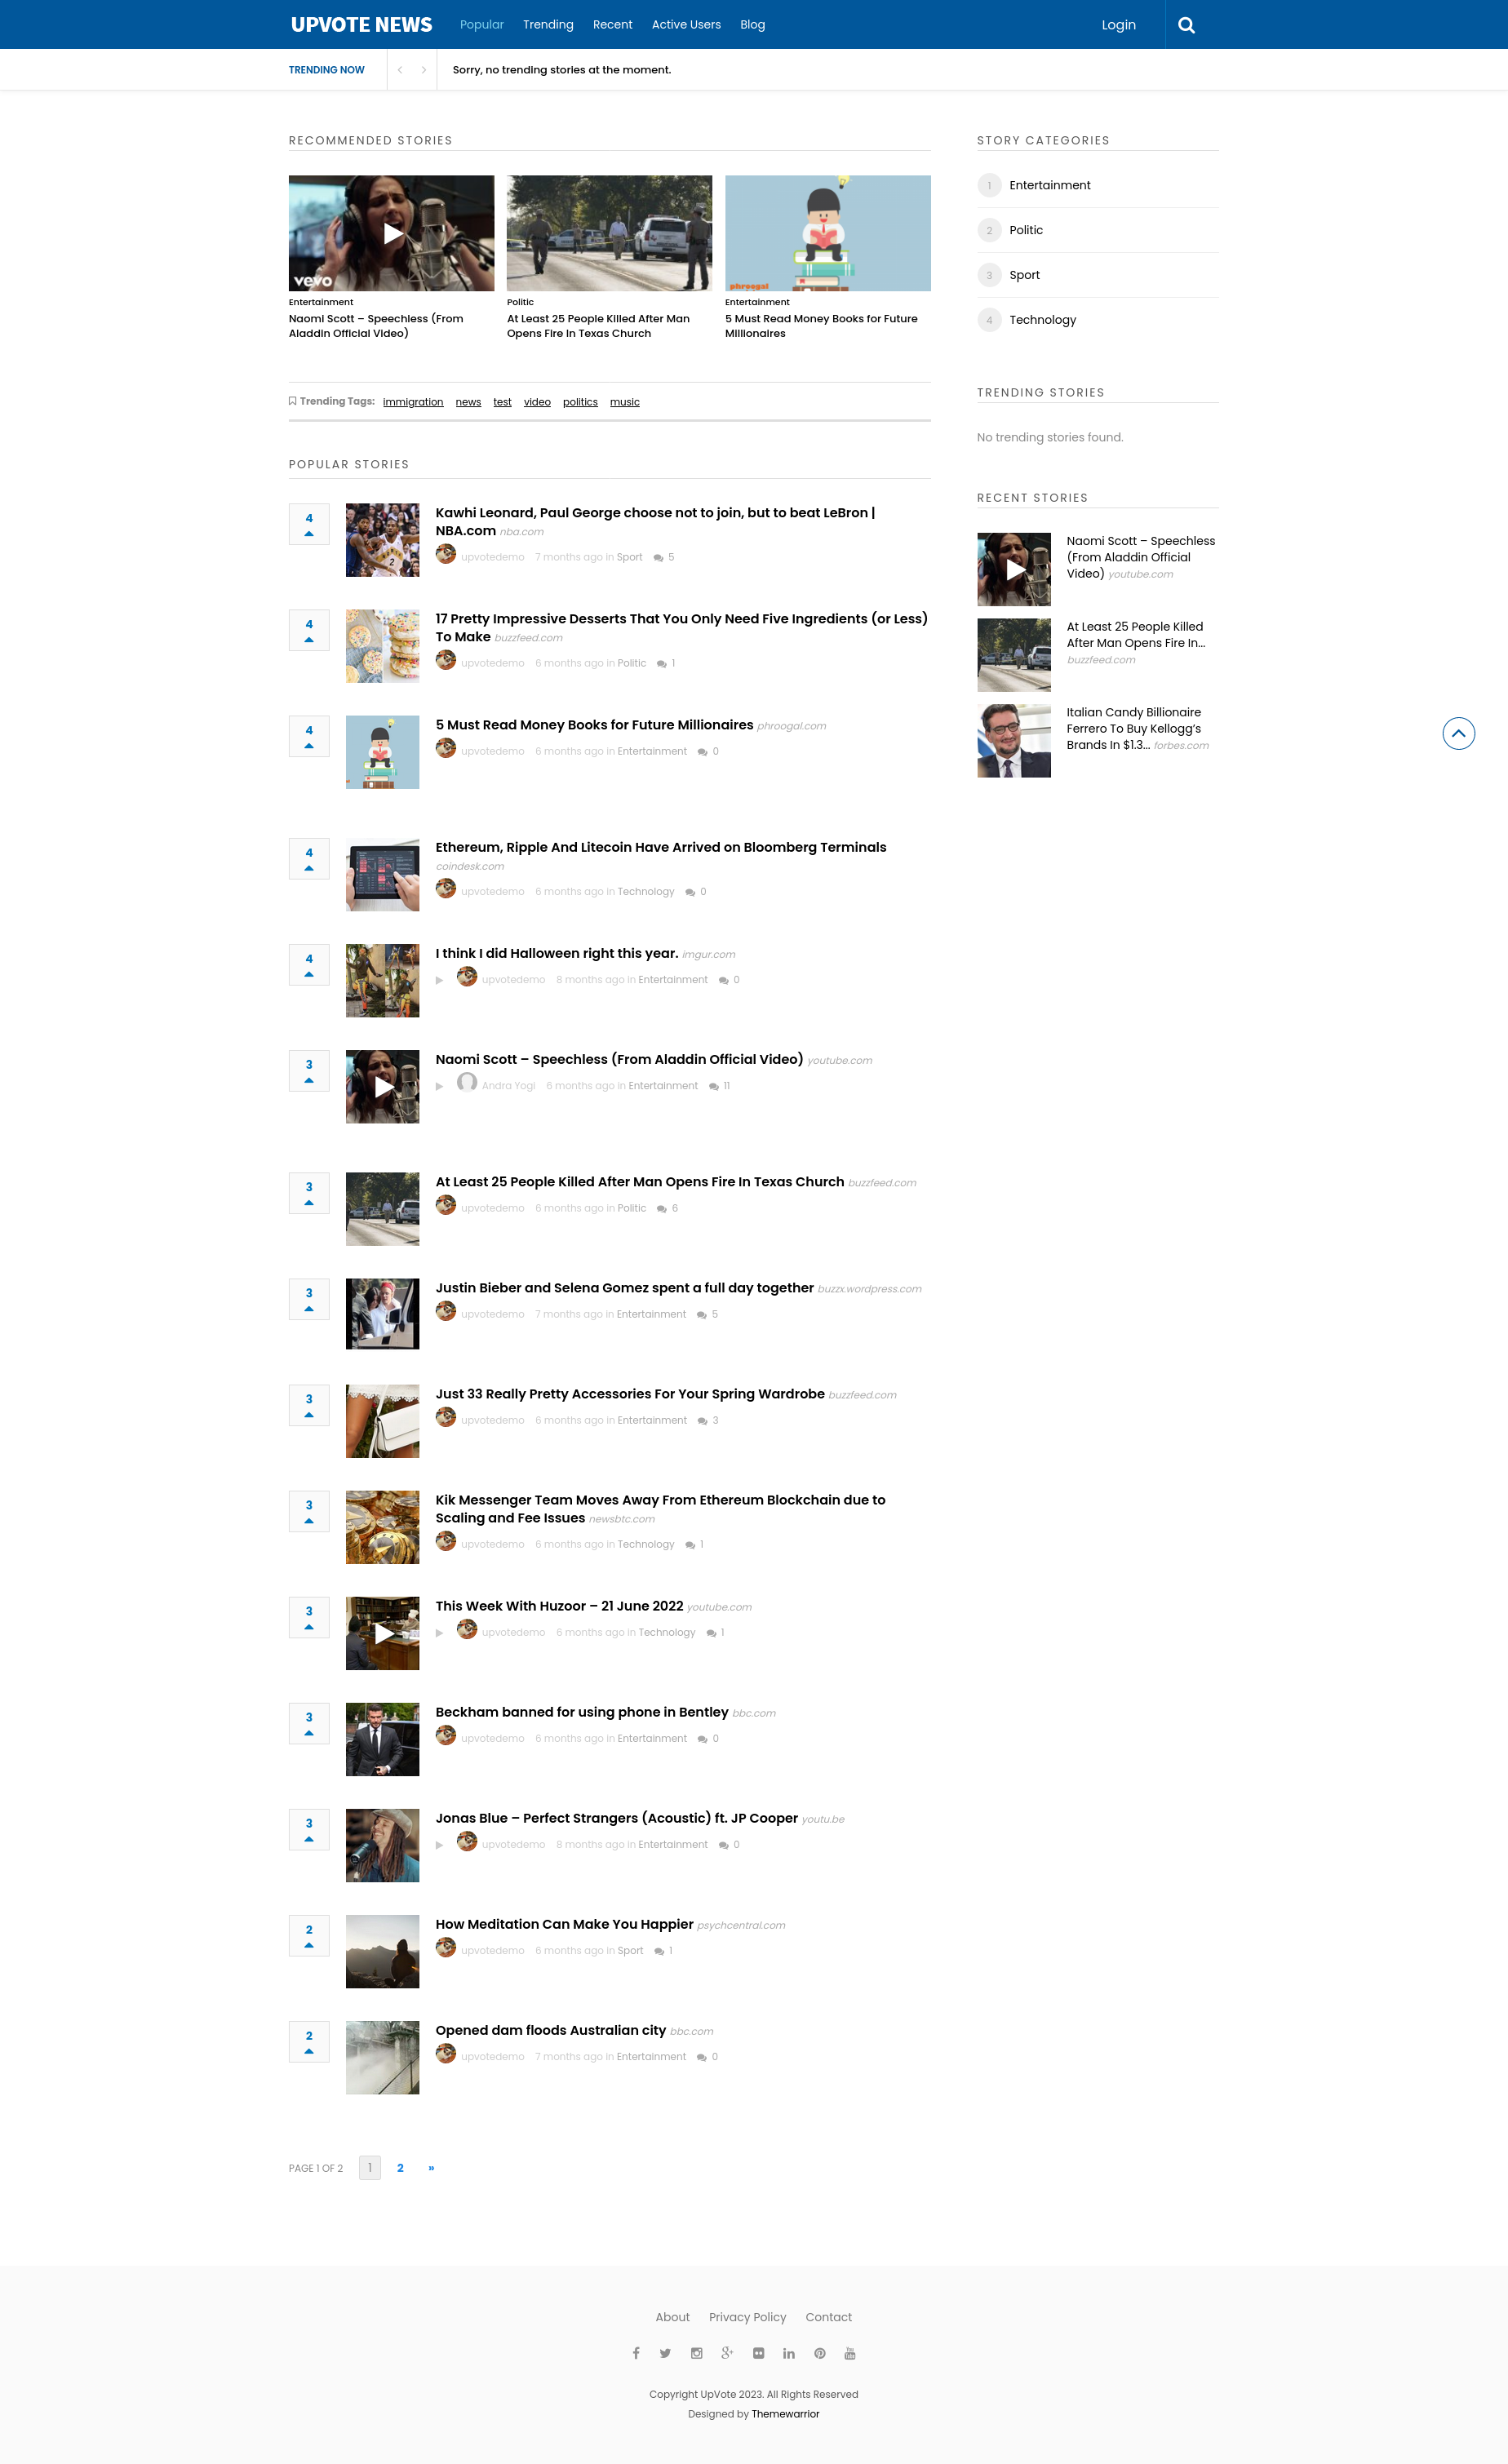 UPVOTE NEWS Popular Trending Recent Active Users Blog Login
TRENDING NOW Sorry, no trending stories at the moment.
RECOMMENDED STORIES
vevo
Entertainment
Naomi Scott – Speechless (From
Aladdin Official Video)
Politic
At Least 25 People Killed After Man
Opens Fire In Texas Church
phroogal
Entertainment
5 Must Read Money Books for Future
Millionaires
Trending Tags: immigration news test video politics music
POPULAR STORIES
4
Kawhi Leonard, Paul George choose not to join, but to beat LeBron |
NBA.com nba.com
upvotedemo 7 months ago in Sport 5
4
17 Pretty Impressive Desserts That You Only Need Five Ingredients (or Less)
To Make buzzfeed.com
upvotedemo 6 months ago in Politic 1
4
5 Must Read Money Books for Future Millionaires phroogal.com
upvotedemo 6 months ago in Entertainment 0
4
Ethereum, Ripple And Litecoin Have Arrived on Bloomberg Terminals
coindesk.com
upvotedemo 6 months ago in Technology 0
4
I think I did Halloween right this year. imgur.com
upvotedemo 8 months ago in Entertainment 0
3
Naomi Scott – Speechless (From Aladdin Official Video) youtube.com
Andra Yogi 6 months ago in Entertainment 11
3
At Least 25 People Killed After Man Opens Fire In Texas Church buzzfeed.com
upvotedemo 6 months ago in Politic 6
3
Justin Bieber and Selena Gomez spent a full day together buzzx.wordpress.com
upvotedemo 7 months ago in Entertainment 5
3
Just 33 Really Pretty Accessories For Your Spring Wardrobe buzzfeed.com
upvotedemo 6 months ago in Entertainment 3
3
Kik Messenger Team Moves Away From Ethereum Blockchain due to
Scaling and Fee Issues newsbtc.com
upvotedemo 6 months ago in Technology 1
3
This Week With Huzoor – 21 June 2022 youtube.com
upvotedemo 6 months ago in Technology 1
3
Beckham banned for using phone in Bentley bbc.com
upvotedemo 6 months ago in Entertainment 0
3
Jonas Blue – Perfect Strangers (Acoustic) ft. JP Cooper youtu.be
upvotedemo 8 months ago in Entertainment 0
2
How Meditation Can Make You Happier psychcentral.com
upvotedemo 6 months ago in Sport 1
2
Opened dam floods Australian city bbc.com
upvotedemo 7 months ago in Entertainment 0
PAGE 1 OF 2 1 2 »
STORY CATEGORIES
1 Entertainment
2 Politic
3 Sport
4 Technology
TRENDING STORIES
No trending stories found.
RECENT STORIES
Naomi Scott – Speechless
(From Aladdin Official
Video) youtube.com
At Least 25 People Killed
After Man Opens Fire In...
buzzfeed.com
Italian Candy Billionaire
Ferrero To Buy Kellogg’s
Brands In $1.3... forbes.com
About Privacy Policy Contact
Copyright UpVote 2023. All Rights Reserved
Designed by Themewarrior